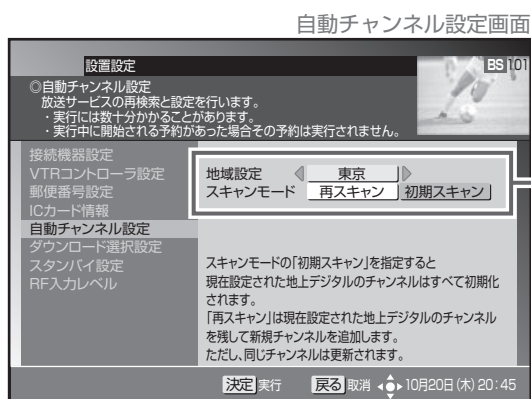 自動チャンネル設定画面
設置設定
BS 101
◎自動チャンネル設定
放送サービスの再検索と設定を行います。
・実行には数十分かかることがあります。
・実行中に開始される予約があった場合その予約は実行されません。
接続機器設定
VTRコントローラ設定
郵便番号設定
ICカード情報
自動チャンネル設定
ダウンロード選択設定
スタンバイ設定
RF入力レベル
地域設定 東京
スキャンモード 再スキャン 初期スキャン
スキャンモードの「初期スキャン」を指定すると
現在設定された地上デジタルのチャンネルはすべて初期化
されます。
「再スキャン」は現在設定された地上デジタルのチャンネル
を残して新規チャンネルを追加します。
ただし、同じチャンネルは更新されます。
決定 実行 戻る 取消 10月20日(木) 20:45